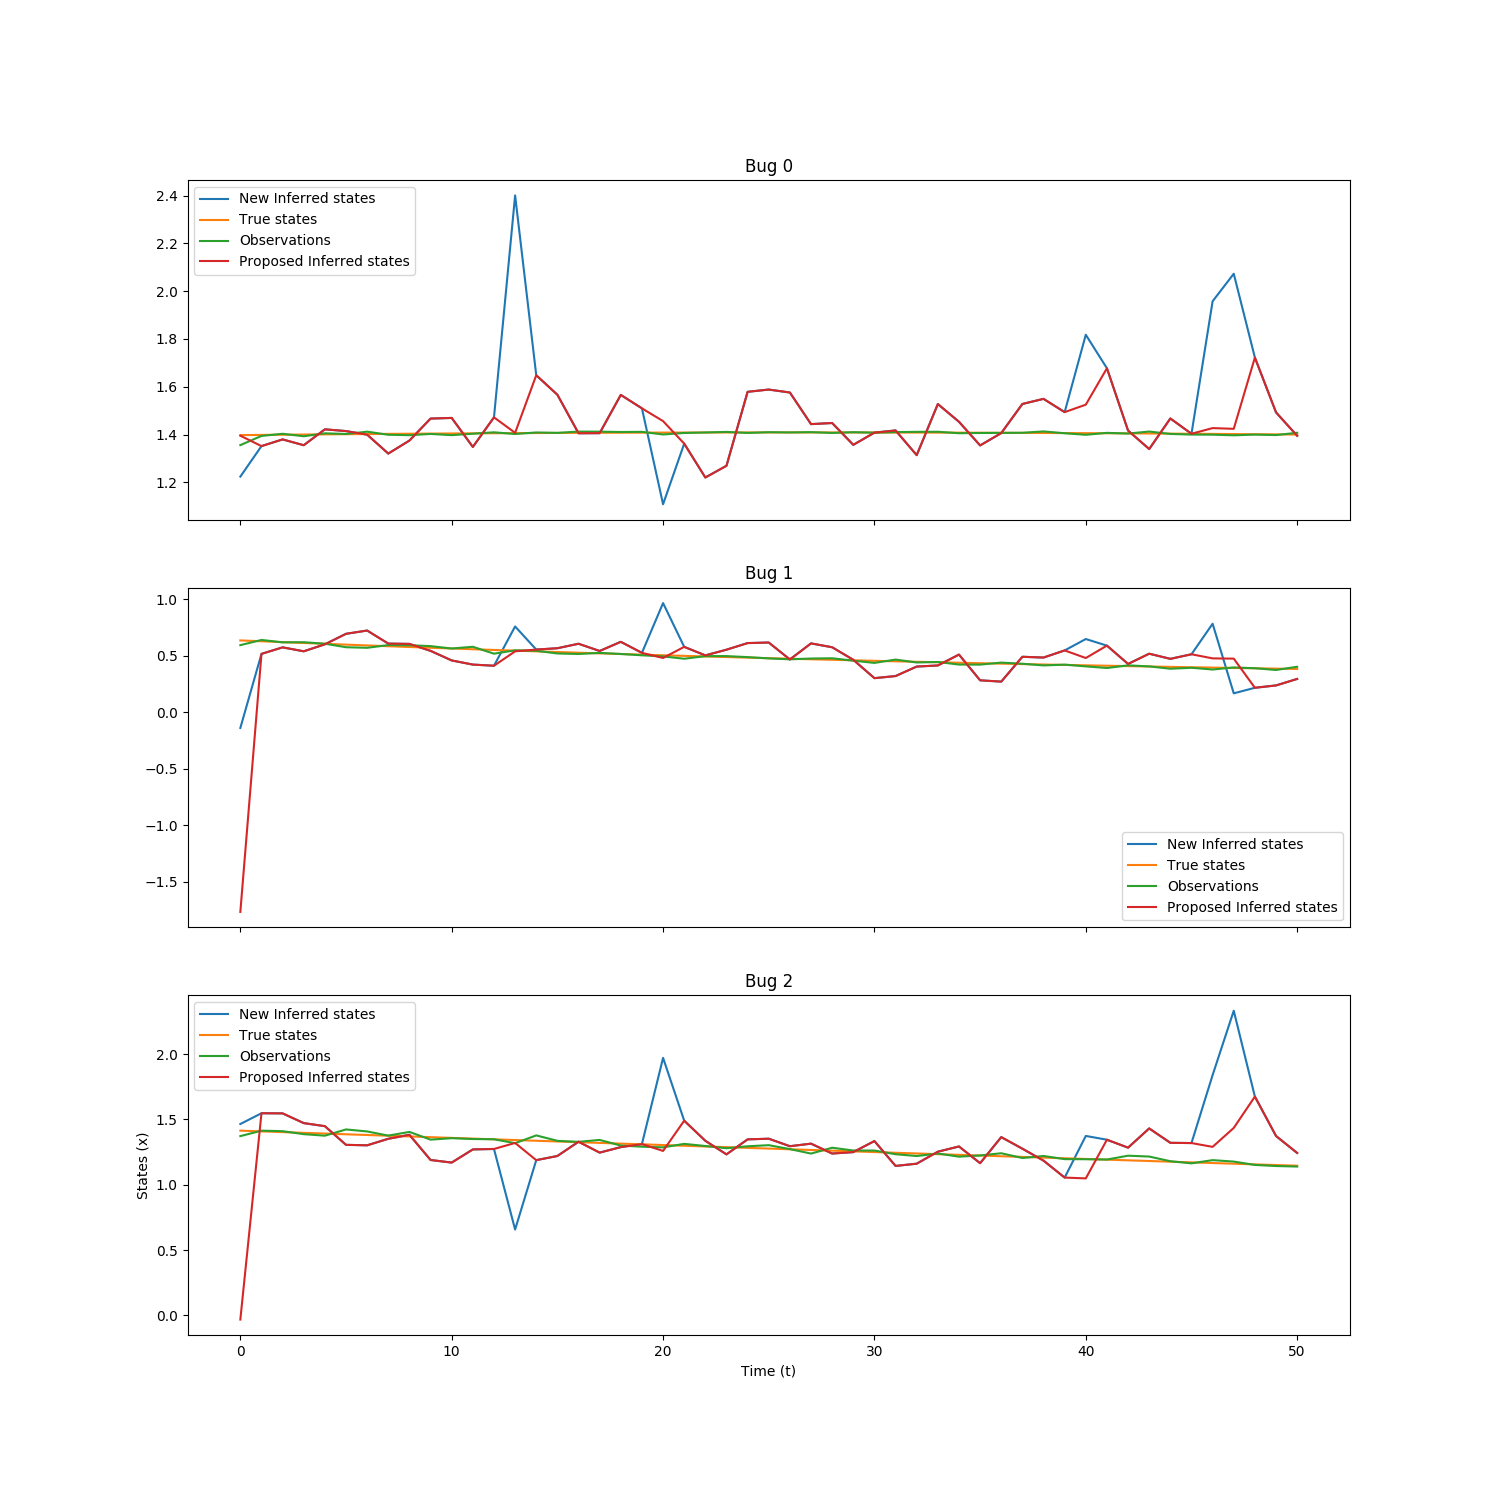 Bug 0
2.4
2.2
2.0
1.8
1.6
1.4
1.2
New Inferred states
True states
Observations
Proposed Inferred states
Bug 1
1.0
0.5
0.0
−0.5
−1.0
−1.5
New Inferred states
True states
Observations
Proposed Inferred states
Bug 2
States (x)
2.0
1.5
1.0
0.5
0.0
New Inferred states
True states
Observations
Proposed Inferred states
0 10 20 30 40 50
Time (t)